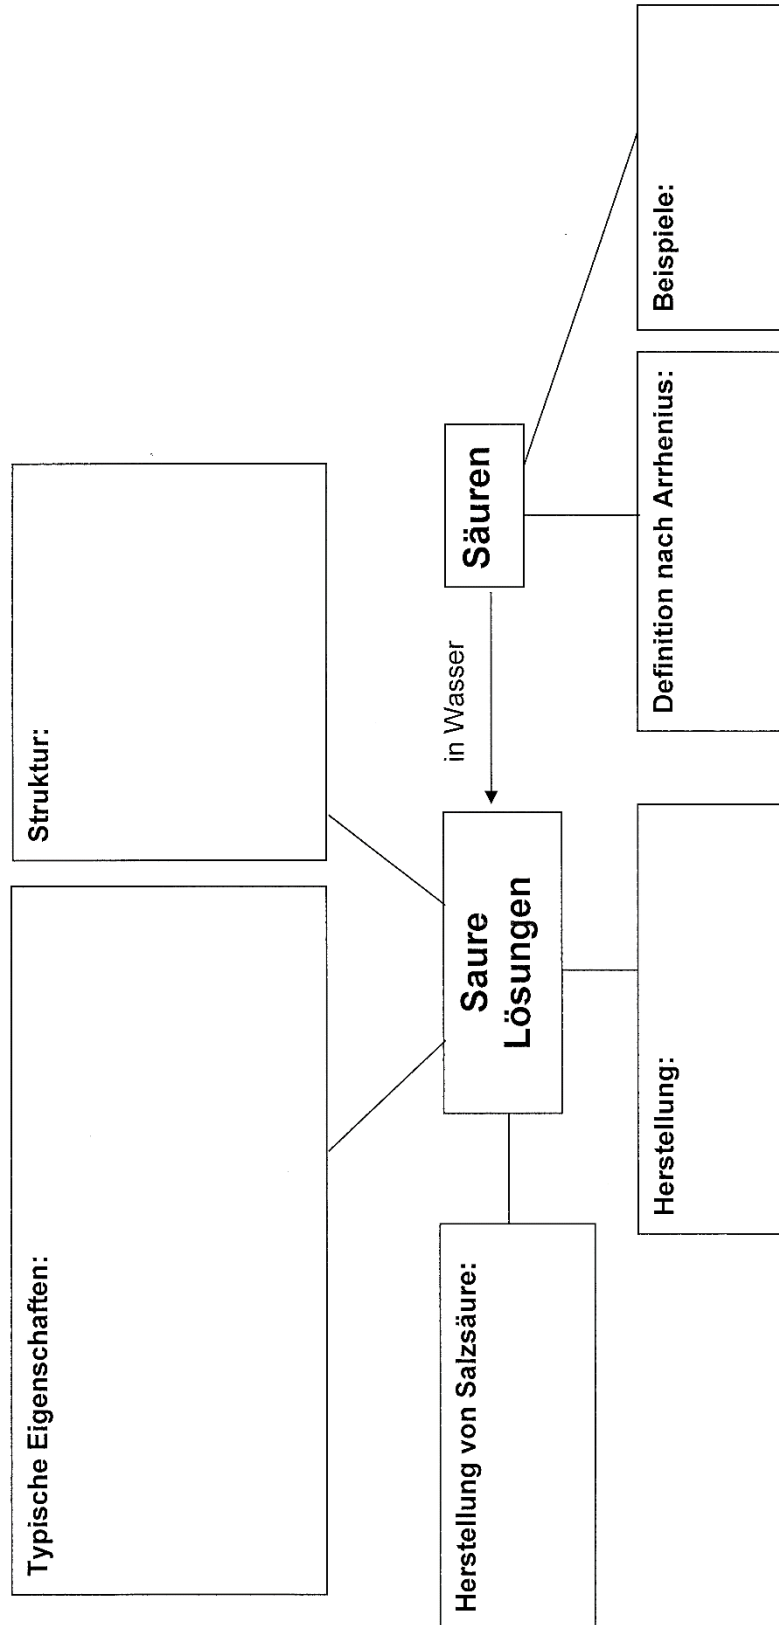 Typische Eigenschaften:
Struktur:
Herstellung von Salzsäure:
Saure
Lösungen
in Wasser
Säuren
Herstellung:
Definition nach Arrhenius:
Beispiele: